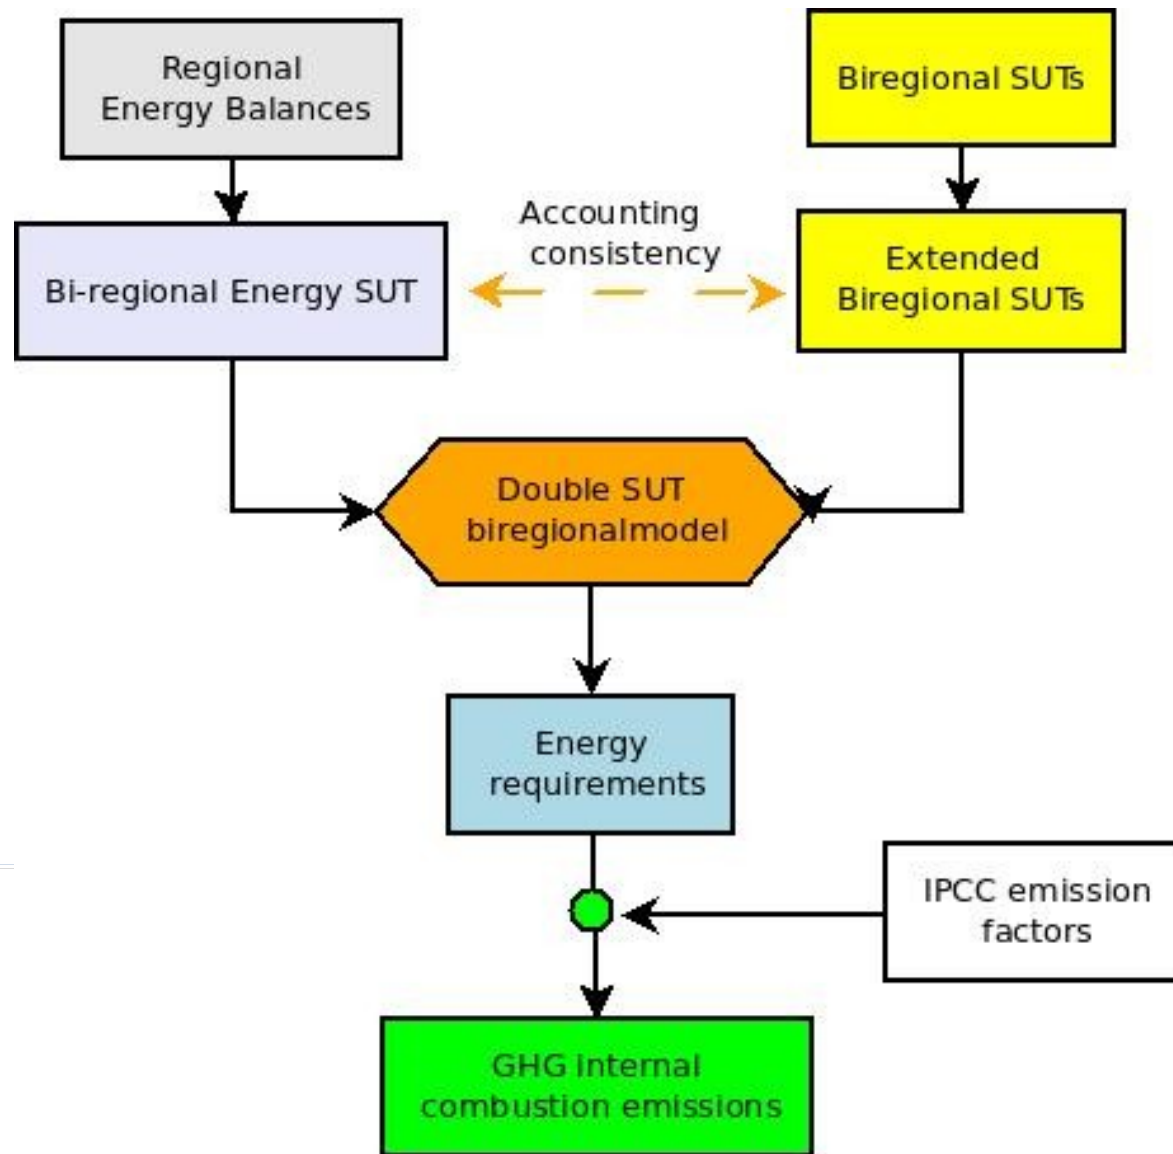 Regional
Energy Balances
Biregional SUTs
Accounting
consistency
Bi-regional Energy SUT
Extended
Biregional SUTs
Double SUT
biregionalmodel
Energy
requirements
IPCC emission
factors
GHG internal
combustion emissions